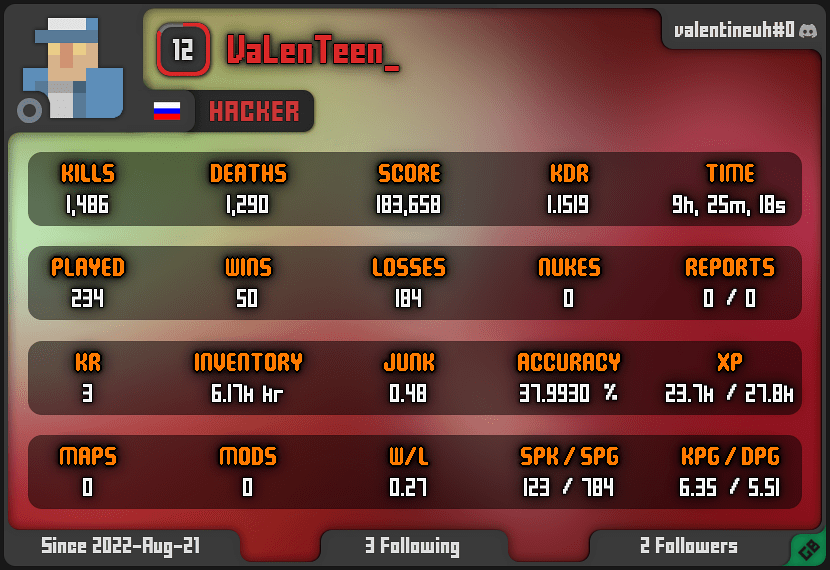 12 VaLenTeen_
valentineuh#0
HACKER
KILLS DEATHS SCORE KDR TIME
1,486 1,290 183,658 1.1519 9h, 25m, 18s
PLAYED WINS LOSSES NUKES REPORTS
234 50 184 0 0 / 0
KR INVENTORY JUNK ACCURACY XP
3 6.17k kr 0.48 37.9930 % 23.7k / 27.8k
MAPS MODS W/L SPK / SPG KPG / DPG
0 0 0.27 123 / 784 6.35 / 5.51
Since 2022-Aug-21 3 Following 2 Followers
GB